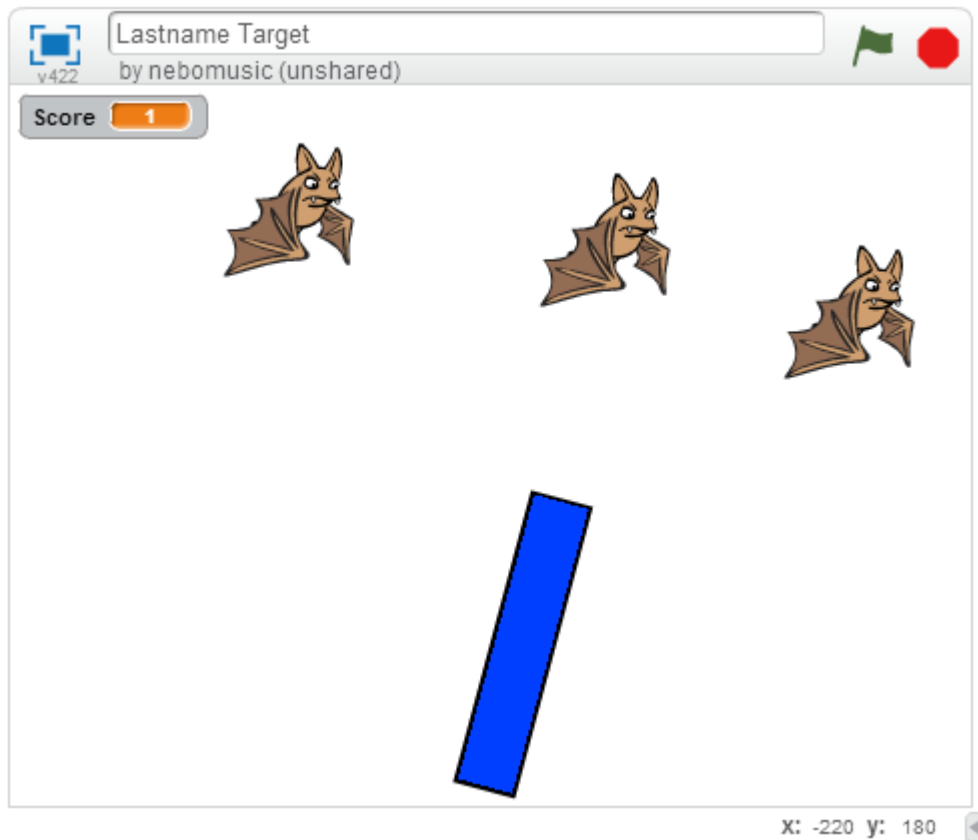 Lastname Target
v422
by nebomusic (unshared)
Score 1
x: -220 y: 180